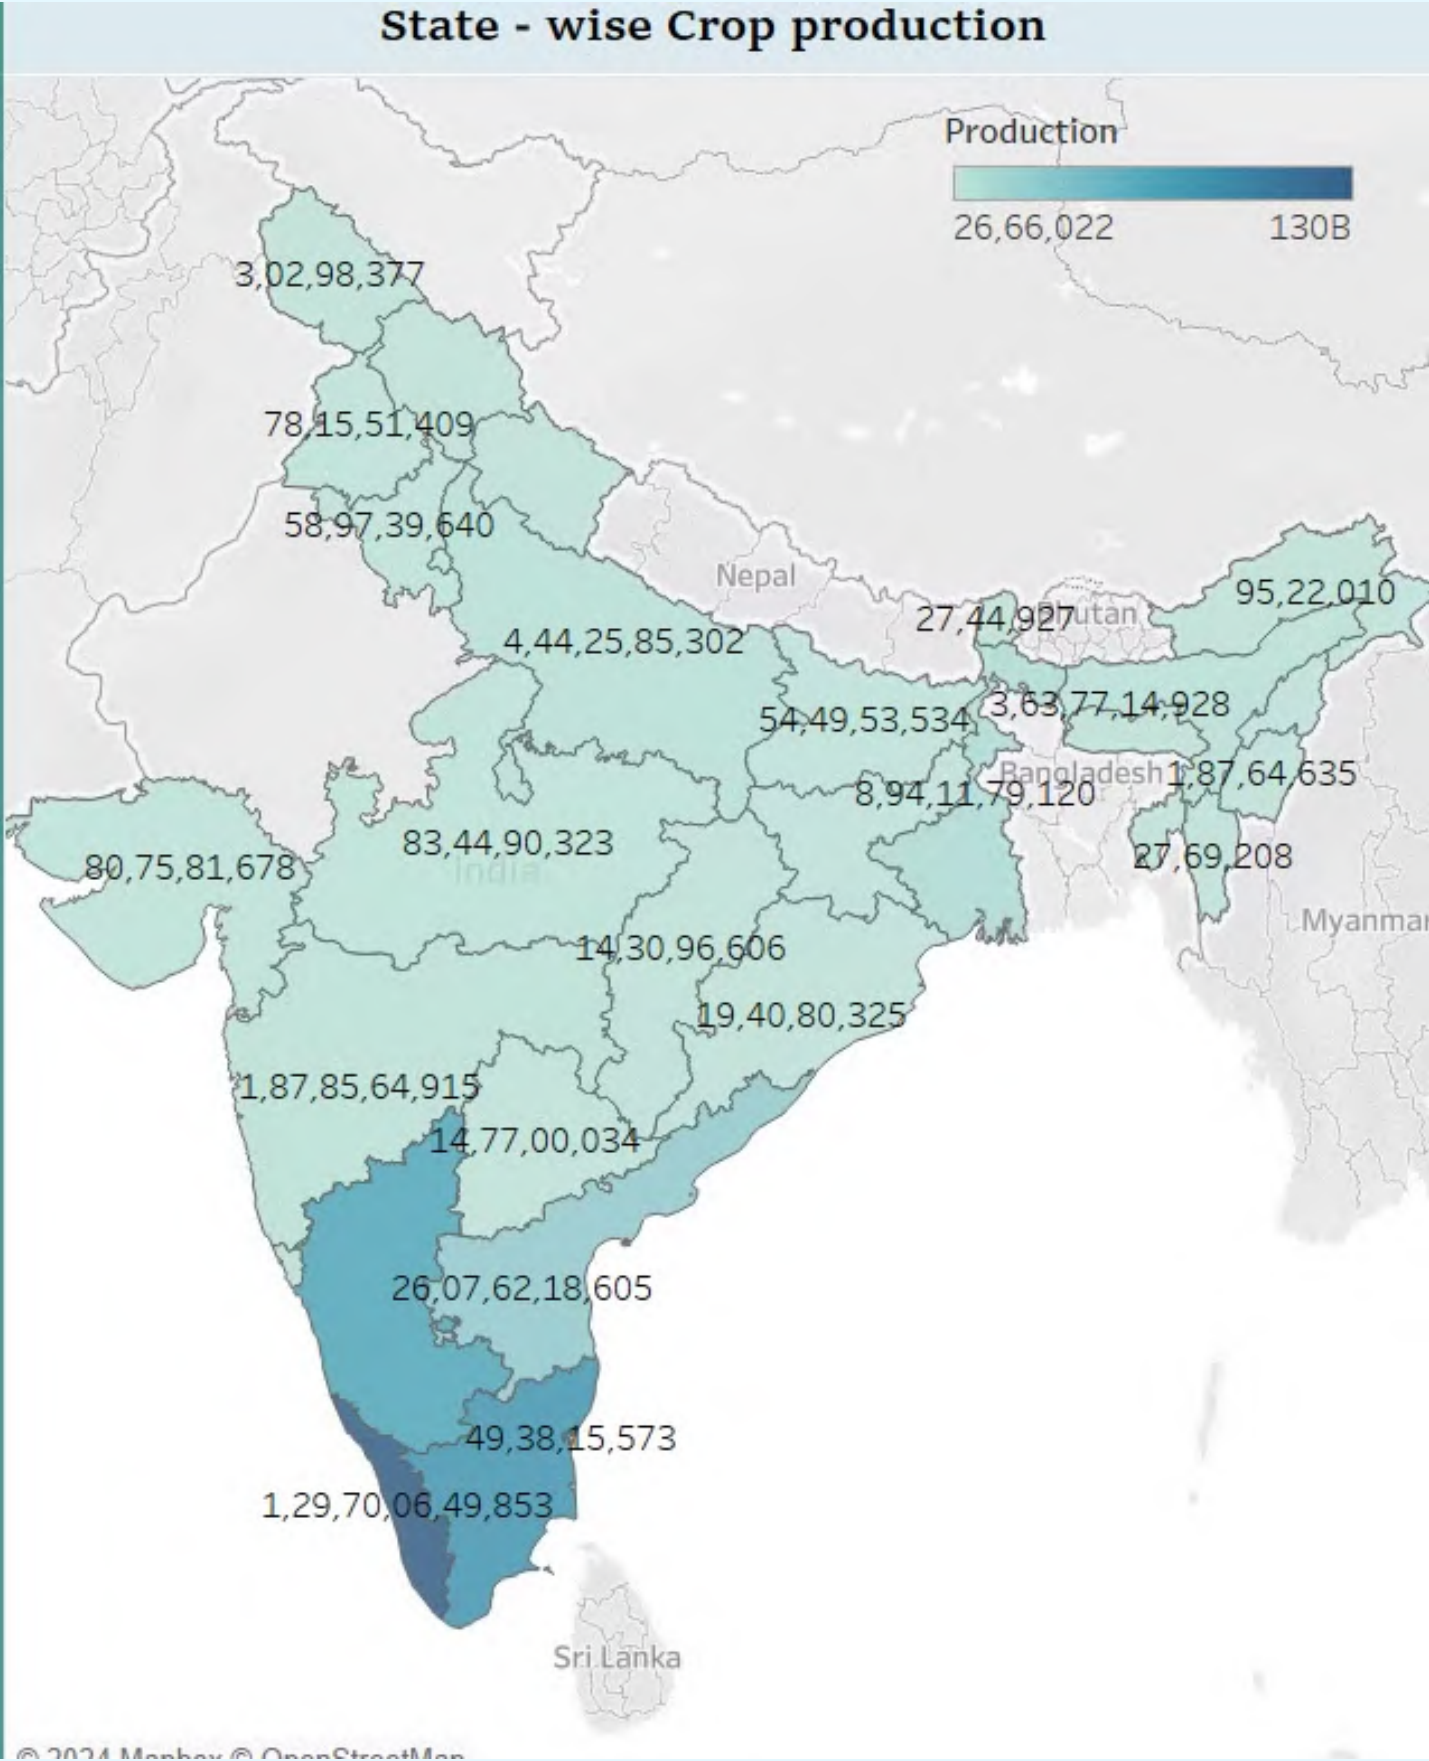 State - wise Crop production
Production
26,66,022 130B
3,02,98,377
78,15,51,409
58,97,39,640
Nepal
Bhutan
95,22,010
27,44,927
4,44,25,85,302
54,49,53,534
3,63,77,14,928
Bangladesh
1,87,64,635
8,94,11,79,120
83,44,90,323
India
80,75,81,678
27,69,208
Myanmar
14,30,96,606
19,40,80,325
1,87,85,64,915
14,77,00,034
26,07,62,18,605
49,38,15,573
1,29,70,06,49,853
Sri Lanka
© 2024 Mapbox © OpenStreetMap